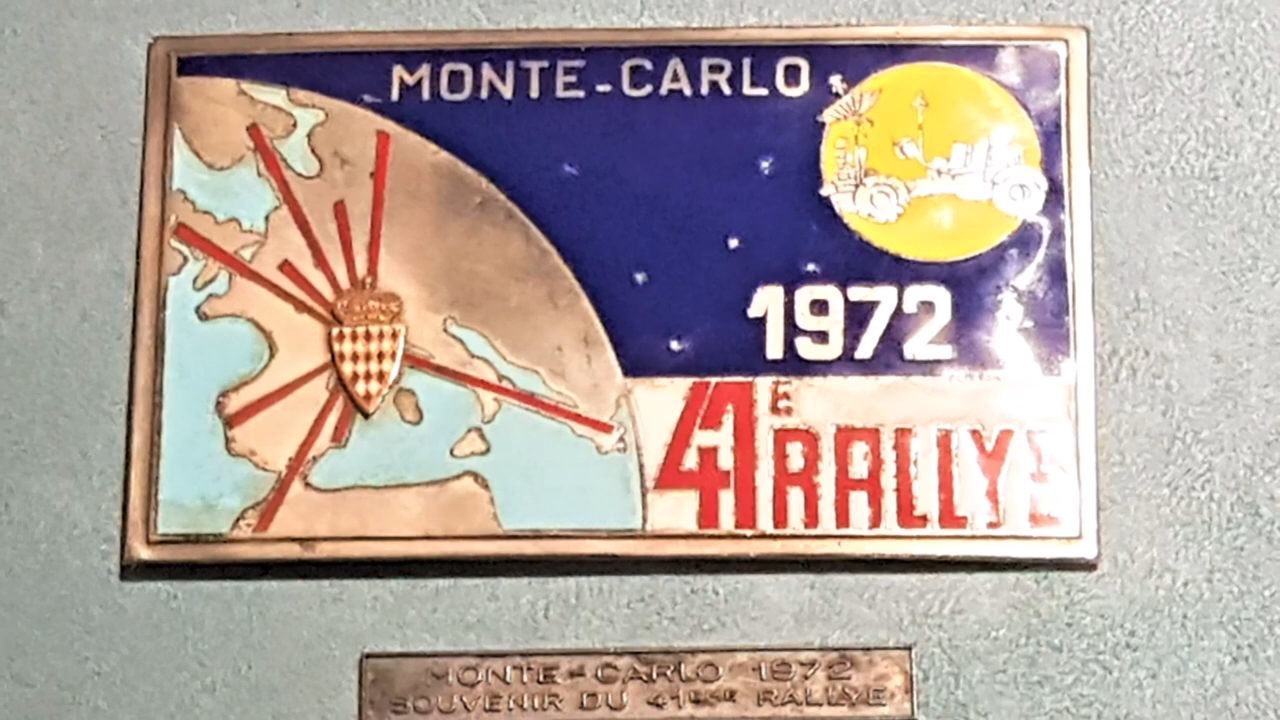 MONTE-CARLO
1972
41E
RALLYE
MONTE-CARLO 1972
SOUVENIR DU 41ÈME RALLYE